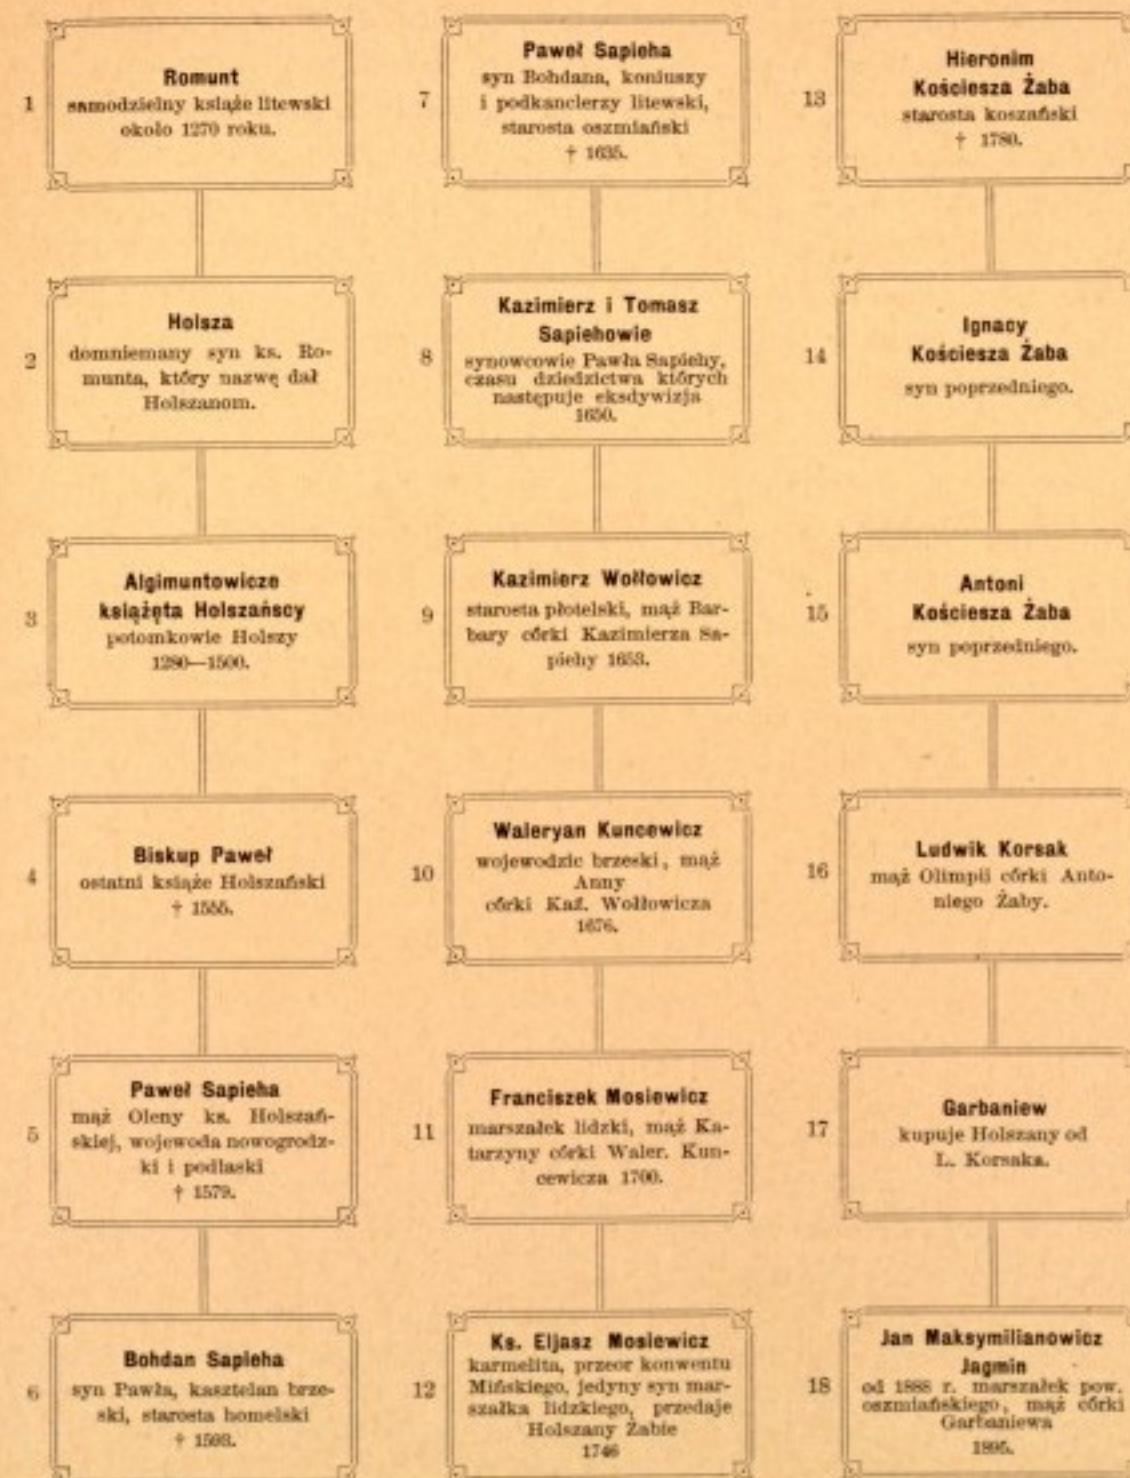 1
Romunt
samodzielny książe litewski
około 1270 roku.
2
Holsza
domniemany syn ks. Ro-
munta, który nazwę dał
Holszanom.
3
Algimuntowicze
książęta Holszańscy
potomkowie Holszy
1280—1500.
4
Biskup Paweł
ostatni książe Holszański
† 1555.
5
Paweł Sapieha
mąż Oleny ks. Holszań-
skiej, wojewoda nowogrodz-
ki i podlaski
† 1579.
6
Bohdan Sapieha
syn Pawła, kasztelan brze-
ski, starosta homelski
† 1593.
7
Paweł Sapieha
syn Bohdana, koniuszy
i podkanclerzy litewski,
starosta oszmiański
† 1635.
8
Kazimierz i Tomasz
Sapiehowie
synowcowie Pawła Sapiehy,
czasu dziedzictwa których
następuje eksdywizja
1650.
9
Kazimierz Wołłowicz
starosta płotelski, mąż Bar-
bary córki Kazimierza Sa-
piehy 1653.
10
Waleryan Kuncewicz
wojewodzic brzeski, mąż
Anny
córki Kaź. Wołłowicza
1676.
11
Franciszek Mosiewicz
marszałek lidzki, mąż Ka-
tarzyny córki Waler. Kun-
cewicza 1700.
12
Ks. Eljasz Mosiewicz
karmelita, przeor konwentu
Mińskiego, jedyny syn mar-
szałka lidzkiego, przedaje
Holszany Żabie
1746
13
Hieronim
Kościesza Żaba
starosta koszański
† 1780.
14
Ignacy
Kościesza Żaba
syn poprzedniego.
15
Antoni
Kościesza Żaba
syn poprzedniego.
16
Ludwik Korsak
mąż Olimpii córki Anto-
niego Żaby.
17
Garbaniew
kupuje Holszany od
L. Korsaka.
18
Jan Maksymilianowicz
Jagmin
od 1888 r. marszałek pow.
oszmiańskiego, mąż córki
Garbaniewa
1895.